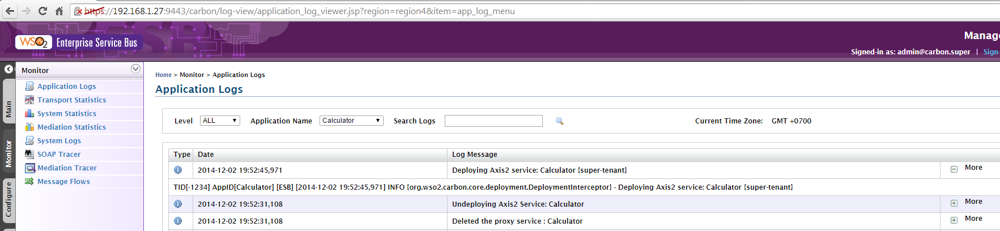 https://192.168.1.27:9443/carbon/log-view/application_log_viewer.jsp?region=region4&item=app_log_menu
WSO2 Enterprise Service Bus
Manag
Signed-in as: admin@carbon.super | Sign-
Monitor
Application Logs
Transport Statistics
System Statistics
Mediation Statistics
System Logs
SOAP Tracer
Mediation Tracer
Message Flows
Main
Monitor
Configure
Home > Monitor > Application Logs
Application Logs
Level ALL Application Name Calculator Search Logs Current Time Zone: GMT +0700
Type Date Log Message
2014-12-02 19:52:45,971 Deploying Axis2 service: Calculator {super-tenant} More
TID[-1234] AppID[Calculator] [ESB] [2014-12-02 19:52:45,971] INFO {org.wso2.carbon.core.deployment.DeploymentInterceptor} - Deploying Axis2 service: Calculator {super-tenant}
2014-12-02 19:52:31,108 Undeploying Axis2 Service: Calculator More
2014-12-02 19:52:31,108 Deleted the proxy service : Calculator More